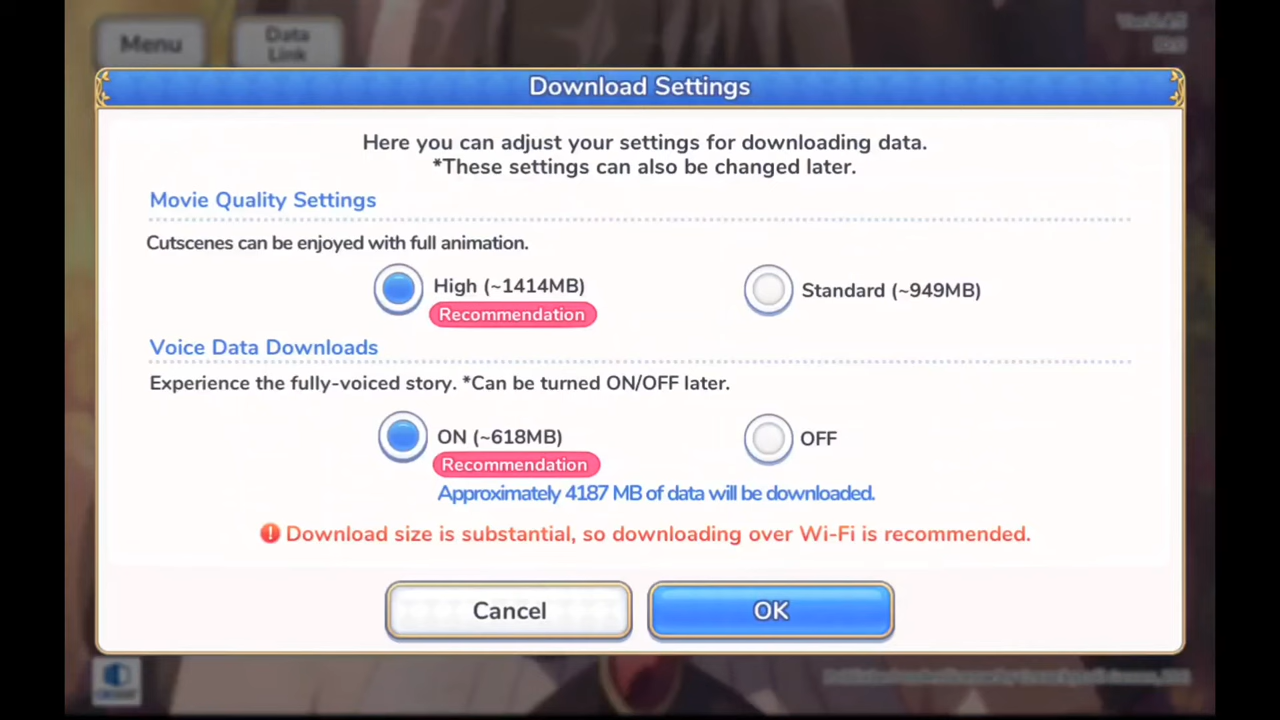 Menu
Data
Link
Download Settings
Here you can adjust your settings for downloading data.
*These settings can also be changed later.
Movie Quality Settings
Cutscenes can be enjoyed with full animation.
High (~1414MB)
Recommendation
Standard (~949MB)
Voice Data Downloads
Experience the fully-voiced story. *Can be turned ON/OFF later.
ON (~618MB)
Recommendation
OFF
Approximately 4187 MB of data will be downloaded.
Download size is substantial, so downloading over Wi-Fi is recommended.
Cancel
OK